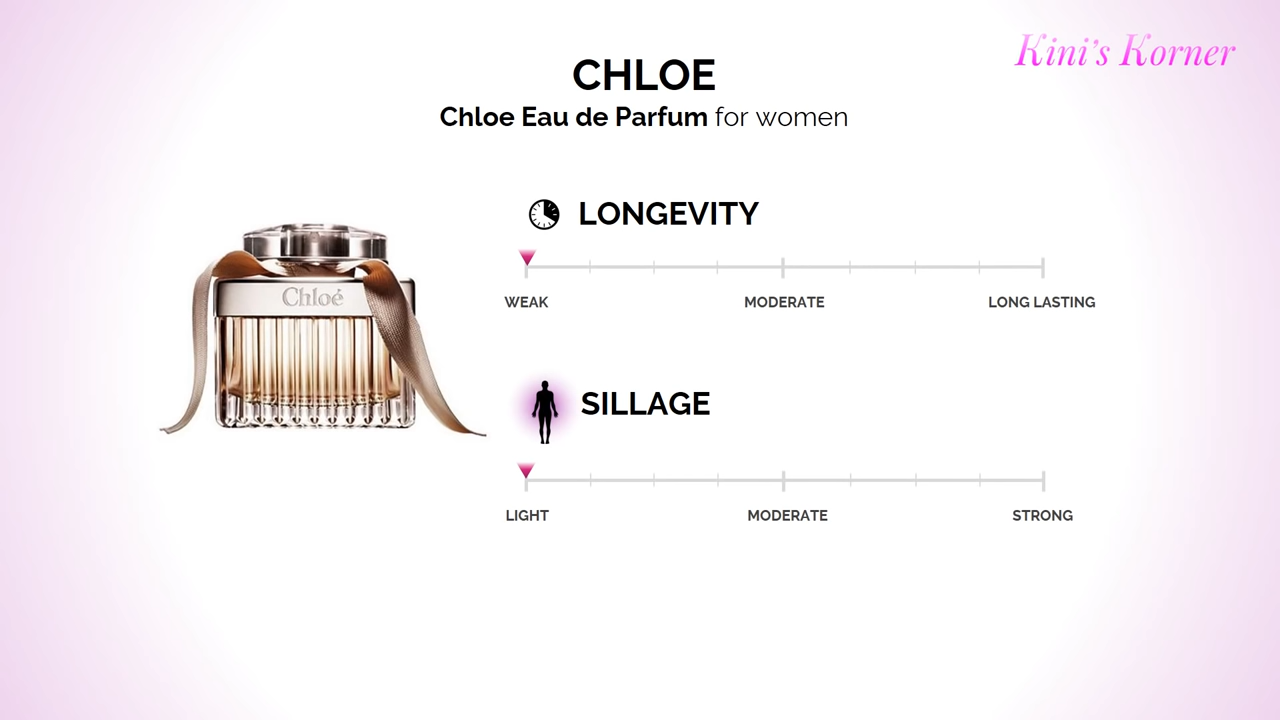 Kini's Korner
CHLOE
Chloe Eau de Parfum for women
LONGEVITY
WEAK
MODERATE
LONG LASTING
Chloé
SILLAGE
LIGHT
MODERATE
STRONG